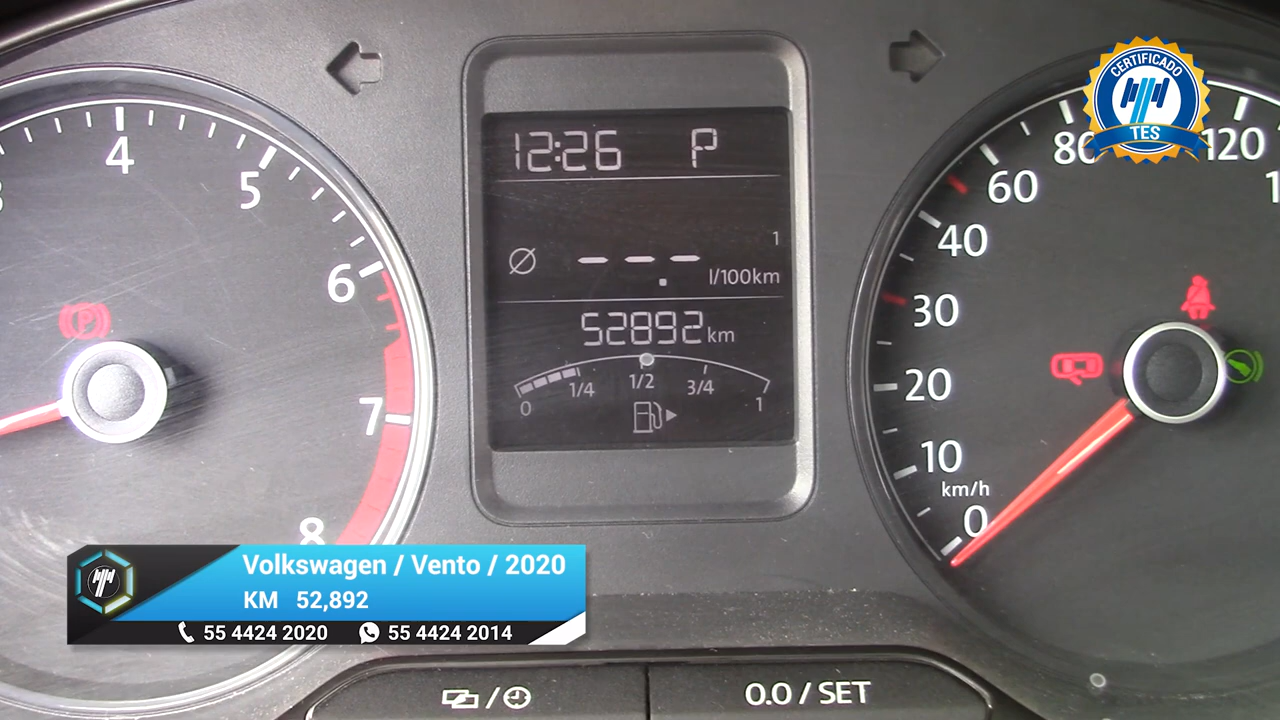 CERTIFICADO
TES
3
4
5
6
7
8
12:26 P
1
Ø --- . l/100km
52892 km
0 1/4 1/2 3/4 1
P
0
10
20
30
40
60
80
120
km/h
Volkswagen / Vento / 2020
KM 52,892
55 4424 2020 55 4424 2014
0.0 / SET